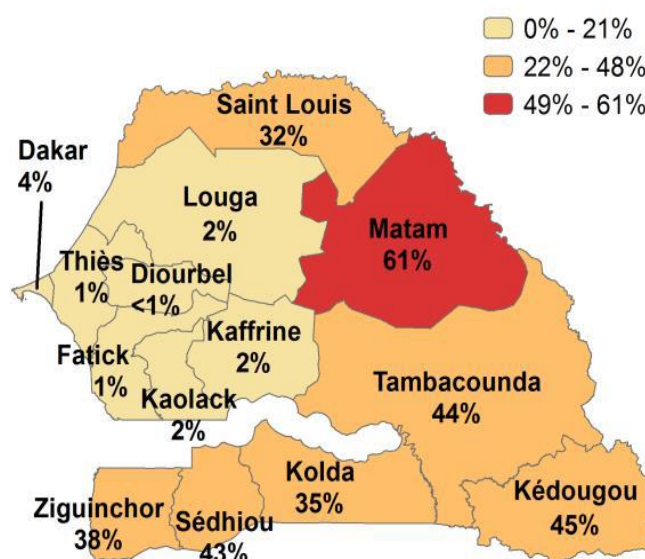 0% - 21%
22% - 48%
49% - 61%
Saint Louis
32%
Dakar
4%
Louga
2%
Matam
61%
Thiès
1%
Diourbel
<1%
Kaffrine
2%
Fatick
1%
Kaolack
2%
Tambacounda
44%
Kolda
35%
Kédougou
45%
Ziguinchor
38%
Sédhiou
43%